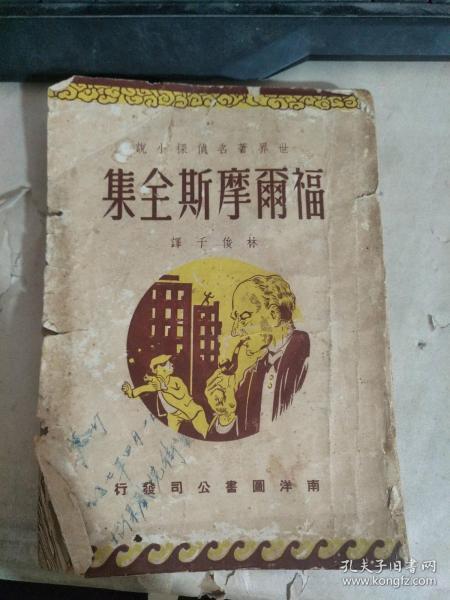 世界著名偵探小說
福爾摩斯全集
林俊千譯
南洋圖書公司發行
孔夫子旧书网
www.kongfz.com